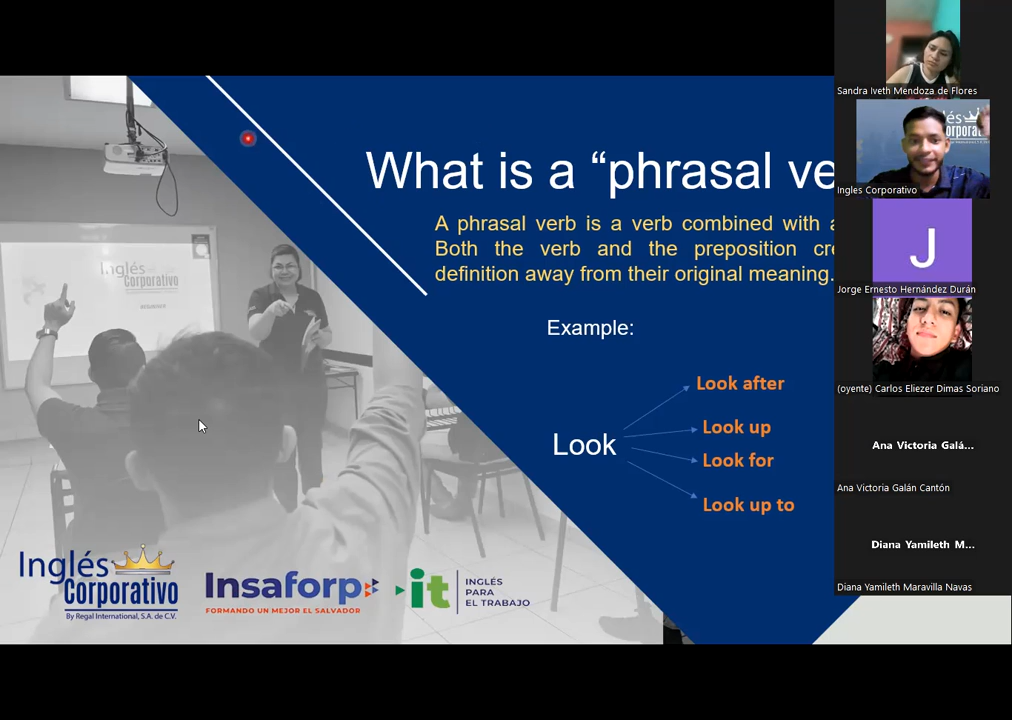 What is a “phrasal ve
A phrasal verb is a verb combined with a
Both the verb and the preposition cre
definition away from their original meaning.
Example:
Look
Look after
Look up
Look for
Look up to
Inglés
Corporativo
By Regal International, S.A. de C.V.
Insaforp
FORMANDO UN MEJOR EL SALVADOR
it
INGLÉS
PARA
EL TRABAJO
Inglés
Corporativo
Sandra Iveth Mendoza de Flores
Ingles Corporativo
J
Jorge Ernesto Hernández Durán
(oyente) Carlos Eliezer Dimas Soriano
Ana Victoria Galá...
Ana Victoria Galán Cantón
Diana Yamileth M...
Diana Yamileth Maravilla Navas